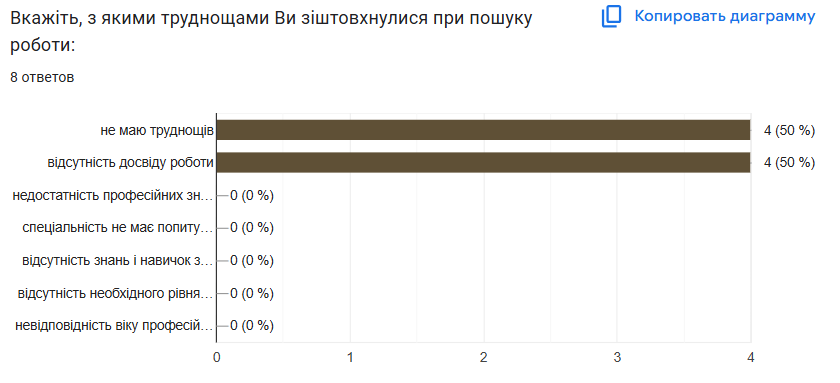 Вкажіть, з якими труднощами Ви зіштовхнулися при пошуку
роботи:
Копировать диаграмму
8 ответов
не маю труднощів 4 (50 %)
відсутність досвіду роботи 4 (50 %)
недостатність професійних зн... 0 (0 %)
спеціальність не має попиту... 0 (0 %)
відсутність знань і навичок з... 0 (0 %)
відсутність необхідного рівня... 0 (0 %)
невідповідність віку професій... 0 (0 %)
0 1 2 3 4